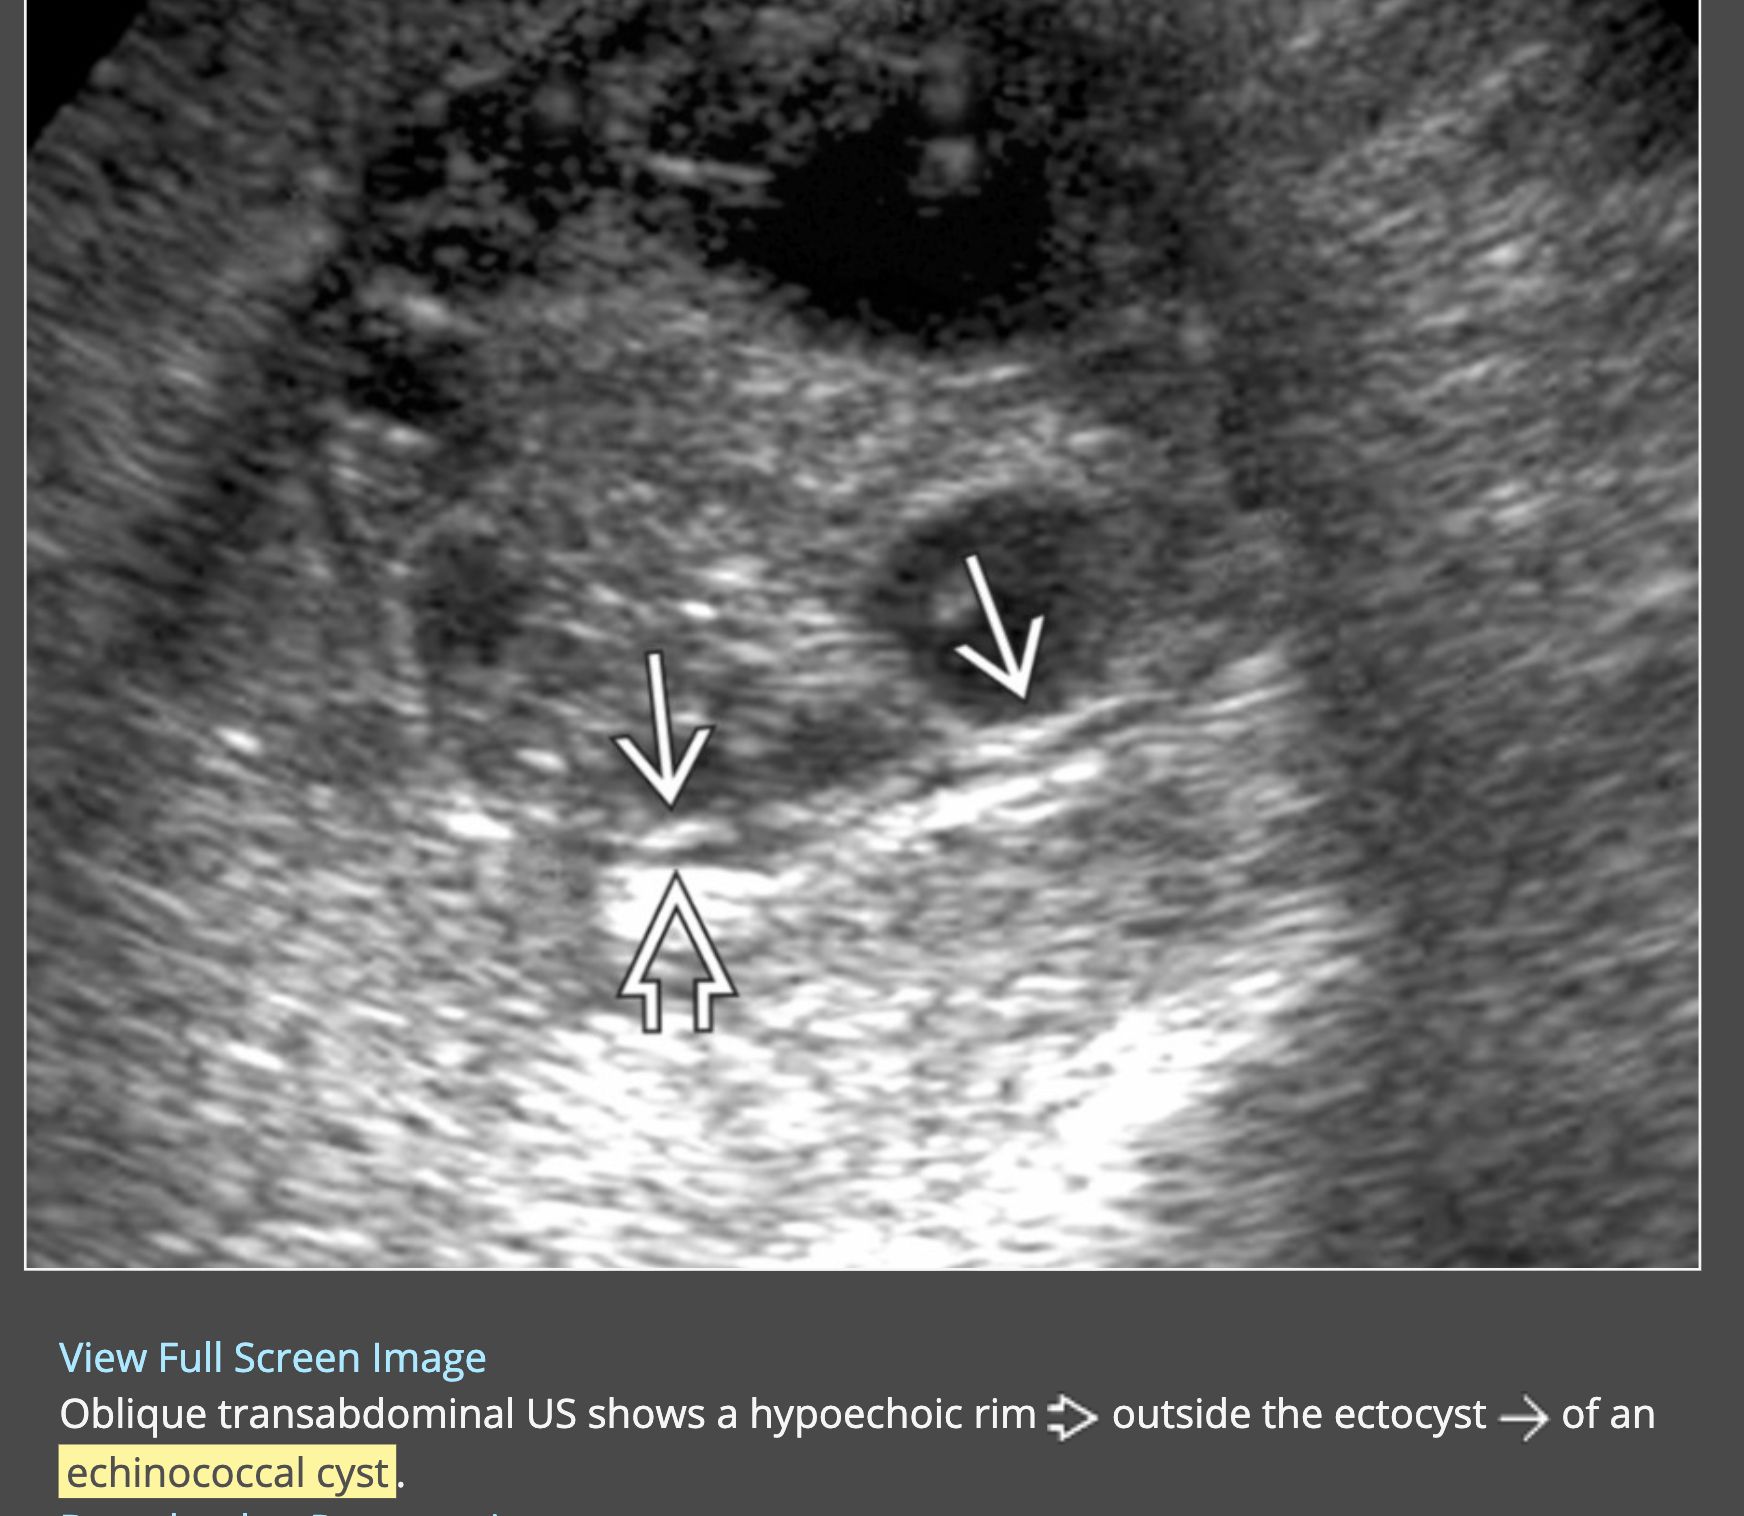 View Full Screen Image
Oblique transabdominal US shows a hypoechoic rim outside the ectocyst of an
echinococcal cyst.